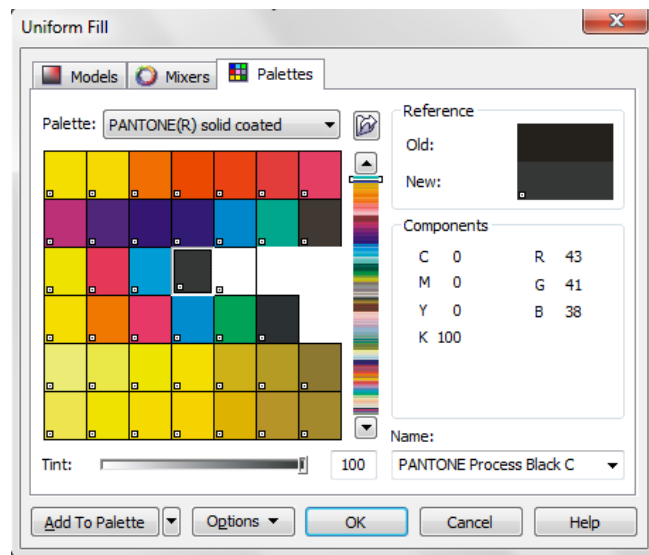 Uniform Fill
Models Mixers Palettes
Palette: PANTONE(R) solid coated
Reference
Old:
New:
Components
C 0 R 43
M 0 G 41
Y 0 B 38
K 100
Name:
Tint: 100 PANTONE Process Black C
Add To Palette Options OK Cancel Help